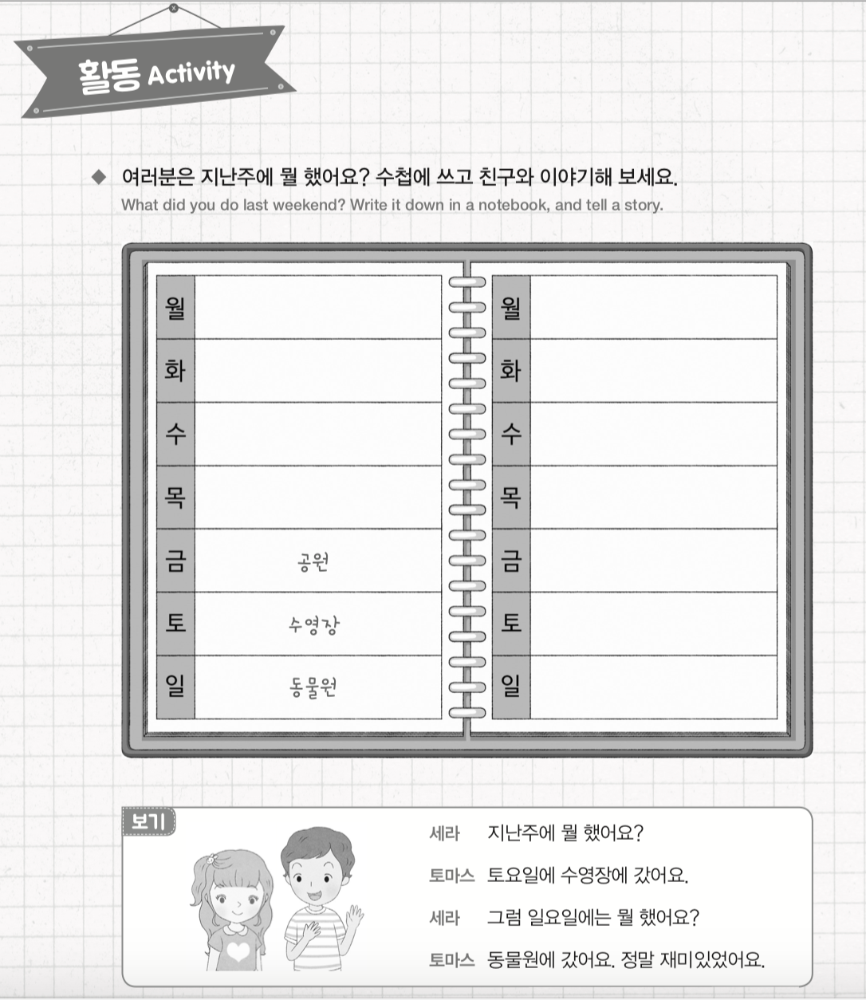 활동 Activity
여러분은 지난주에 뭘 했어요? 수첩에 쓰고 친구와 이야기해 보세요.
What did you do last weekend? Write it down in a notebook, and tell a story.
월
화
수
목
금 공원
토 수영장
일 동물원
월
화
수
목
금
토
일
보기
세라 지난주에 뭘 했어요?
토마스 토요일에 수영장에 갔어요.
세라 그럼 일요일에는 뭘 했어요?
토마스 동물원에 갔어요. 정말 재미있었어요.